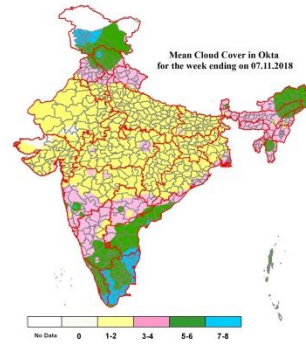 Mean Cloud Cover in Okta
for the week ending on 07.11.2018
No Data 0 1-2 3-4 5-6 7-8